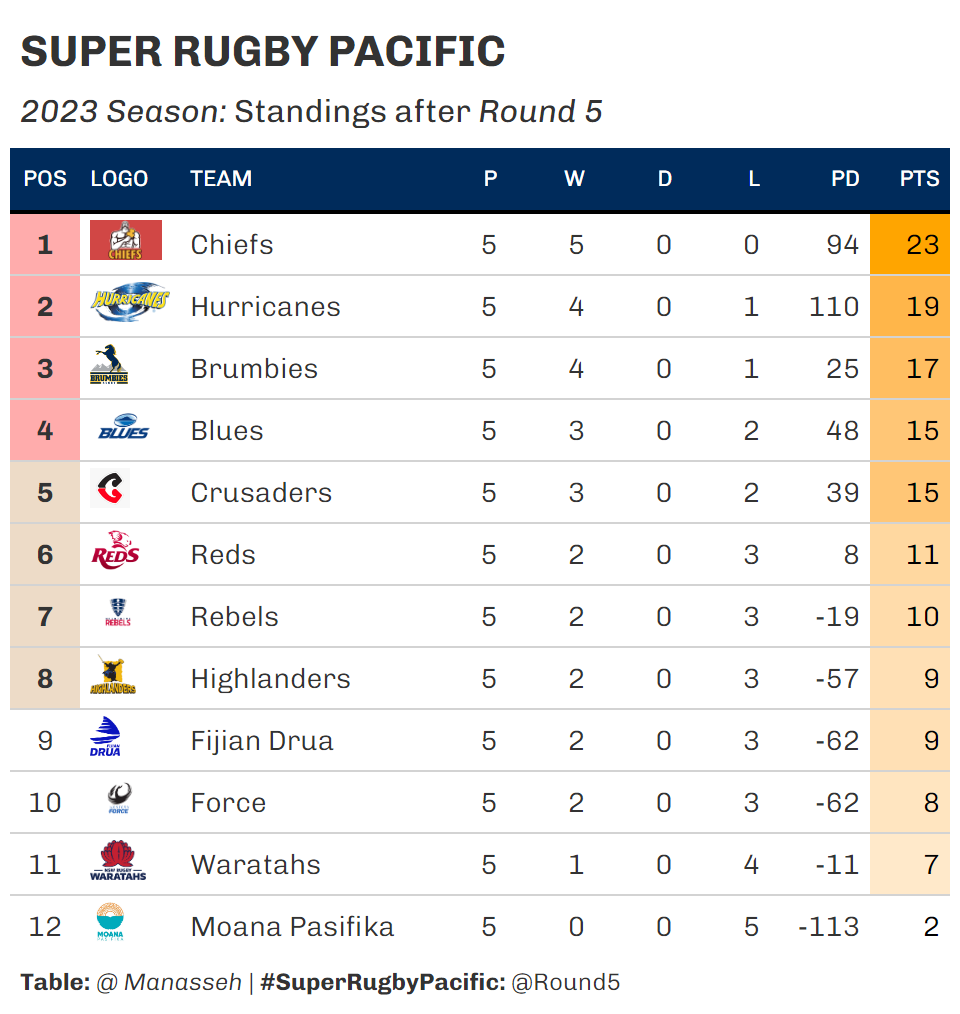 SUPER RUGBY PACIFIC
2023 Season: Standings after Round 5
POS LOGO TEAM P W D L PD PTS
1 CHIEFS Chiefs 5 5 0 0 94 23
2 HURRICANES Hurricanes 5 4 0 1 110 19
3 BRUMBIES Brumbies 5 4 0 1 25 17
4 BLUES Blues 5 3 0 2 48 15
5 Crusaders 5 3 0 2 39 15
6 REDS Reds 5 2 0 3 8 11
7 REBELS Rebels 5 2 0 3 -19 10
8 HIGHLANDERS Highlanders 5 2 0 3 -57 9
9 FIJIAN DRUA Fijian Drua 5 2 0 3 -62 9
10 FORCE Force 5 2 0 3 -62 8
11 NSW RUGBY WARATAHS Waratahs 5 1 0 4 -11 7
12 MOANA PASIFIKA Moana Pasifika 5 0 0 5 -113 2
Table: @ Manasseh | #SuperRugbyPacific: @Round5